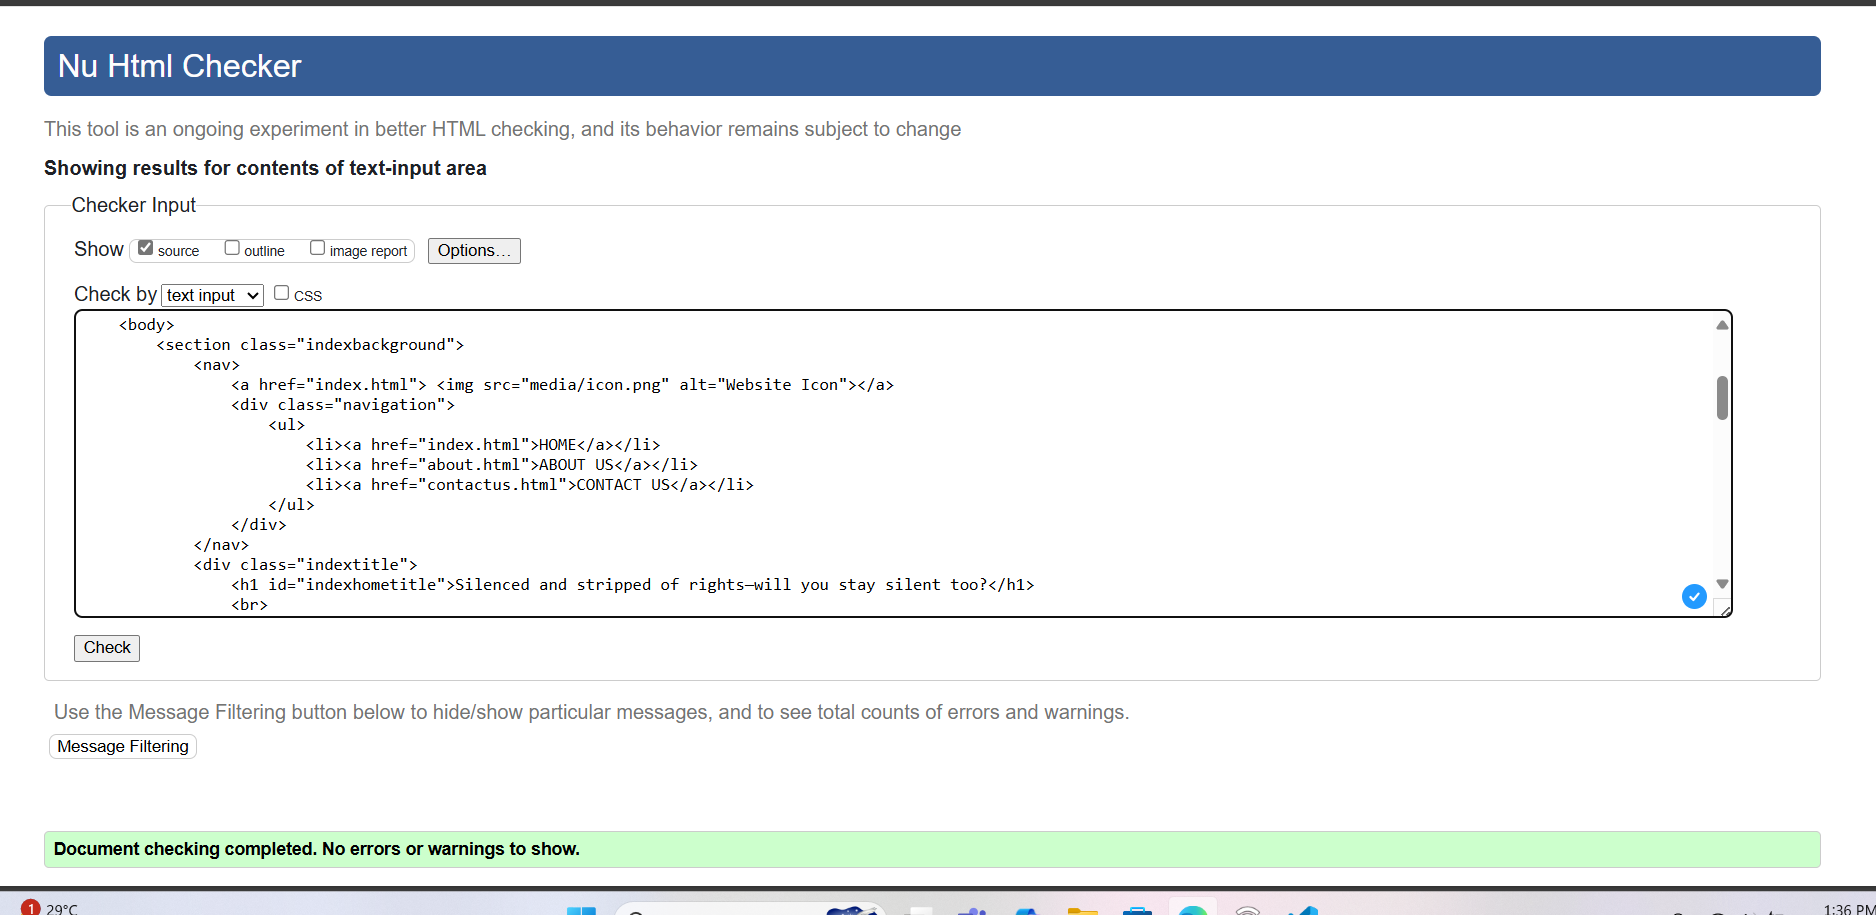 Nu Html Checker
This tool is an ongoing experiment in better HTML checking, and its behavior remains subject to change
Showing results for contents of text-input area
Checker Input
Show source outline image report Options...
Check by text input CSS
<body>
<section class="indexbackground">
<nav>
<a href="index.html"> <img src="media/icon.png" alt="Website Icon"></a>
<div class="navigation">
<ul>
<li><a href="index.html">HOME</a></li>
<li><a href="about.html">ABOUT US</a></li>
<li><a href="contactus.html">CONTACT US</a></li>
</ul>
</div>
</nav>
<div class="indextitle">
<h1 id="indexhometitle">Silenced and stripped of rights—will you stay silent too?</h1>
<br>
Check
Use the Message Filtering button below to hide/show particular messages, and to see total counts of errors and warnings.
Message Filtering
Document checking completed. No errors or warnings to show.
1 29°C 1:36 PM